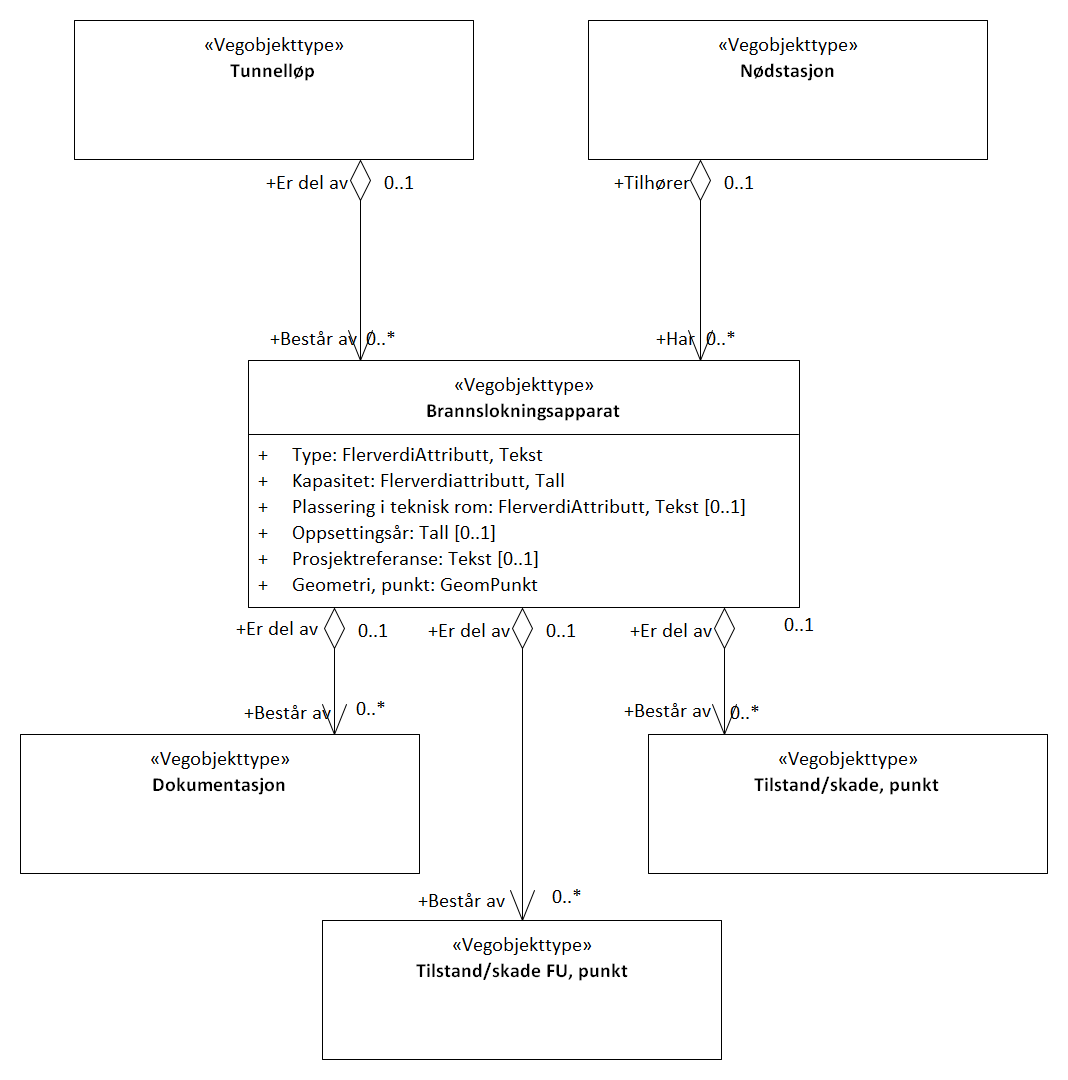 «Vegobjekttype»
Tunnelløp
«Vegobjekttype»
Nødstasjon
+Er del av
0..1
+Tilhører
0..1
+Består av
0..*
+Har
0..*
«Vegobjekttype»
Brannslokningsapparat
+ Type: FlerverdiAttributt, Tekst
+ Kapasitet: Flerverdiattributt, Tall
+ Plassering i teknisk rom: FlerverdiAttributt, Tekst [0..1]
+ Oppsettingsår: Tall [0..1]
+ Prosjektreferanse: Tekst [0..1]
+ Geometri, punkt: GeomPunkt
+Er del av
0..1
+Er del av
0..1
+Er del av
0..1
+Består av
0..*
+Består av
0..*
«Vegobjekttype»
Dokumentasjon
«Vegobjekttype»
Tilstand/skade, punkt
+Består av
0..*
«Vegobjekttype»
Tilstand/skade FU, punkt